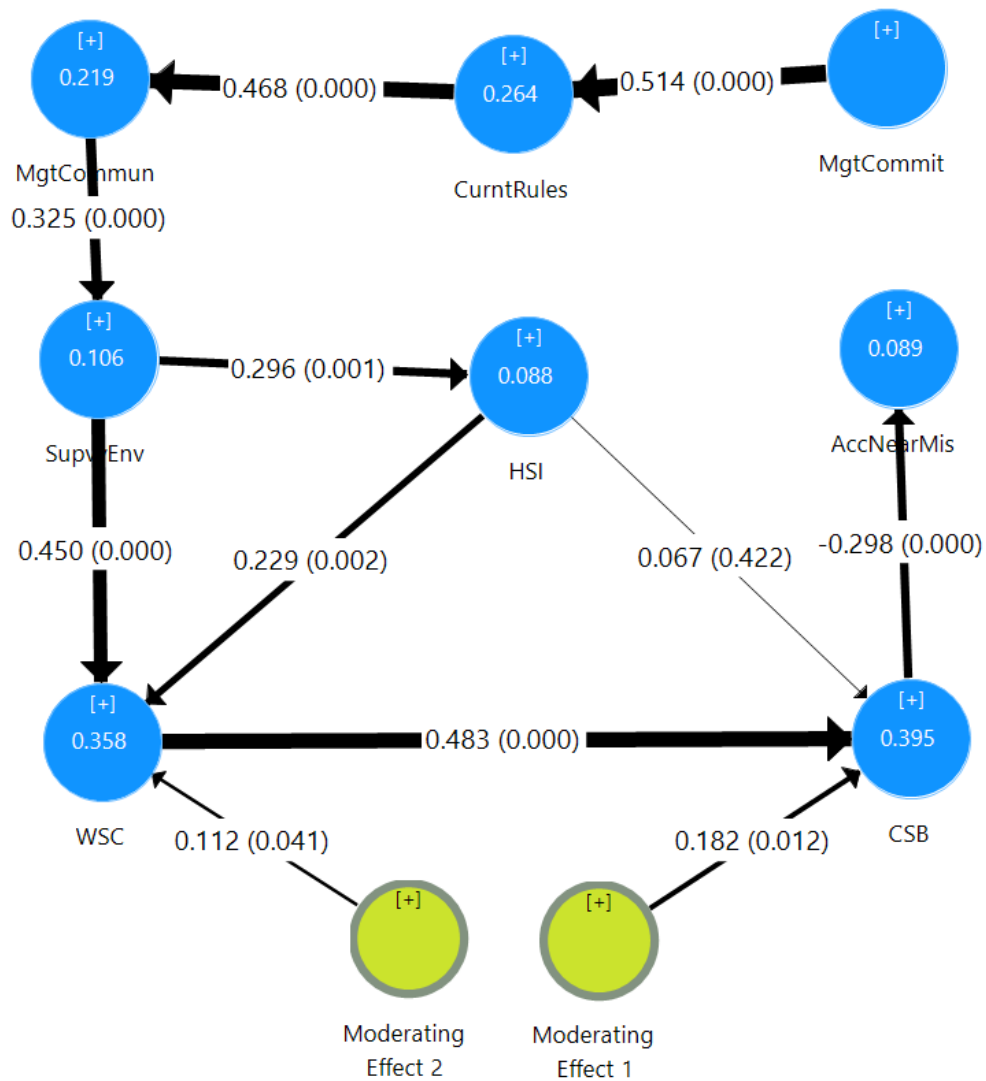 [+]
0.219
MgtCommun
0.468 (0.000)
[+]
0.264
CurntRules
0.514 (0.000)
[+]
MgtCommit
0.325 (0.000)
[+]
0.106
SupvyEnv
0.296 (0.001)
[+]
0.088
HSI
[+]
0.089
AccNearMis
0.450 (0.000)
0.229 (0.002)
0.067 (0.422)
-0.298 (0.000)
[+]
0.358
WSC
0.483 (0.000)
[+]
0.395
CSB
0.112 (0.041)
0.182 (0.012)
[+]
Moderating
Effect 2
[+]
Moderating
Effect 1